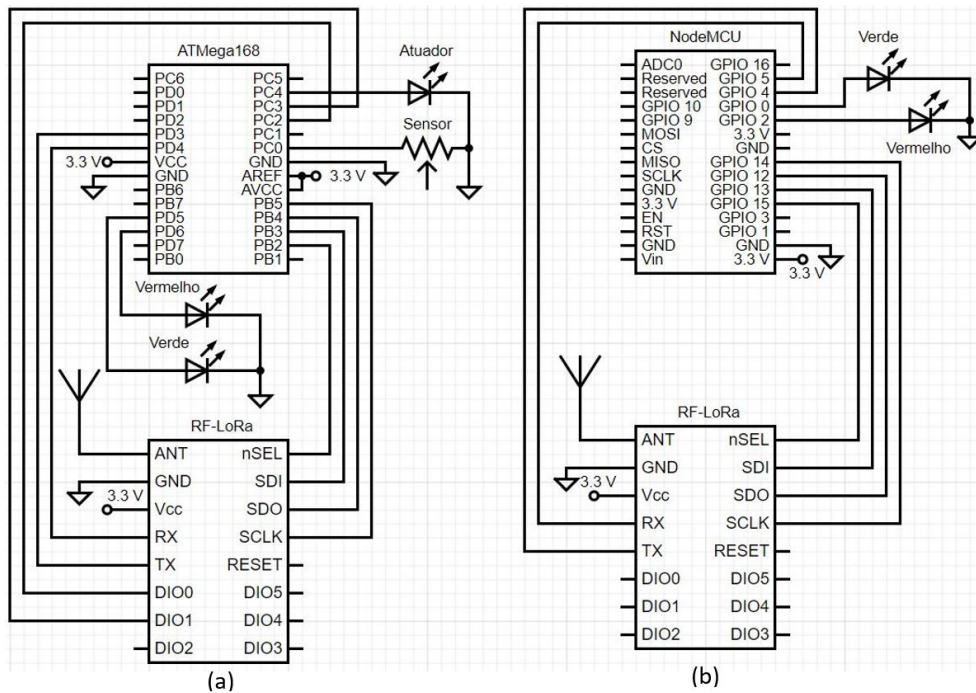 ATMega168
PC6 PC5
PD0 PC4
PD1 PC3
PD2 PC2
PD3 PC1
PD4 PC0
3.3 V VCC GND
GND AREF 3.3 V
PB6 AVCC
PB7 PB5
PD5 PB4
PD6 PB3
PD7 PB2
PB0 PB1
Atuador
Sensor
Vermelho
Verde
RF-LoRa
ANT nSEL
GND SDI
3.3 V
Vcc SDO
RX SCLK
TX RESET
DIO0 DIO5
DIO1 DIO4
DIO2 DIO3
(a)
NodeMCU
ADC0 GPIO 16
Reserved GPIO 5
Reserved GPIO 4
GPIO 10 GPIO 0
GPIO 9 GPIO 2
MOSI 3.3 V
CS GND
MISO GPIO 14
SCLK GPIO 12
GND GPIO 13
3.3 V GPIO 15
EN GPIO 3
RST GPIO 1
GND GND
Vin 3.3 V
3.3 V
Verde
Vermelho
RF-LoRa
ANT nSEL
GND SDI
3.3 V
Vcc SDO
RX SCLK
TX RESET
DIO0 DIO5
DIO1 DIO4
DIO2 DIO3
(b)